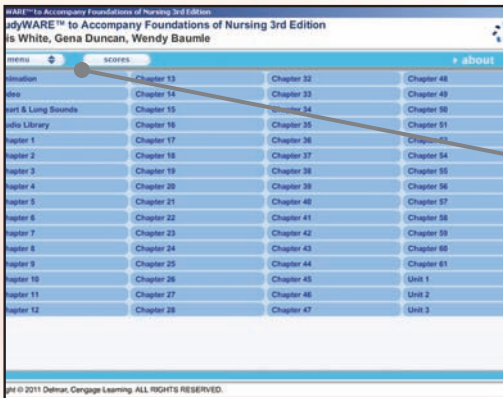 WARE™ to Accompany Foundations of Nursing 3rd Edition
udyWARE™ to Accompany Foundations of Nursing 3rd Edition
is White, Gena Duncan, Wendy Baumle
menu scores about
nimation Chapter 13 Chapter 32 Chapter 48
deo Chapter 14 Chapter 33 Chapter 49
eart & Lung Sounds Chapter 15 Chapter 34 Chapter 50
udio Library Chapter 16 Chapter 35 Chapter 51
hapter 1 Chapter 17 Chapter 36 Chapter
hapter 2 Chapter 18 Chapter 37 Chapter 54
hapter 3 Chapter 19 Chapter 38 Chapter 55
hapter 4 Chapter 20 Chapter 39 Chapter 56
hapter 5 Chapter 21 Chapter 40 Chapter 57
hapter 6 Chapter 22 Chapter 41 Chapter 58
hapter 7 Chapter 23 Chapter 42 Chapter 59
hapter 8 Chapter 24 Chapter 43 Chapter 60
hapter 9 Chapter 25 Chapter 44 Chapter 61
hapter 10 Chapter 26 Chapter 45 Unit 1
hapter 11 Chapter 27 Chapter 46 Unit 2
hapter 12 Chapter 28 Chapter 47 Unit 3
ght © 2011 Delmar, Cengage Learning. ALL RIGHTS RESERVED.